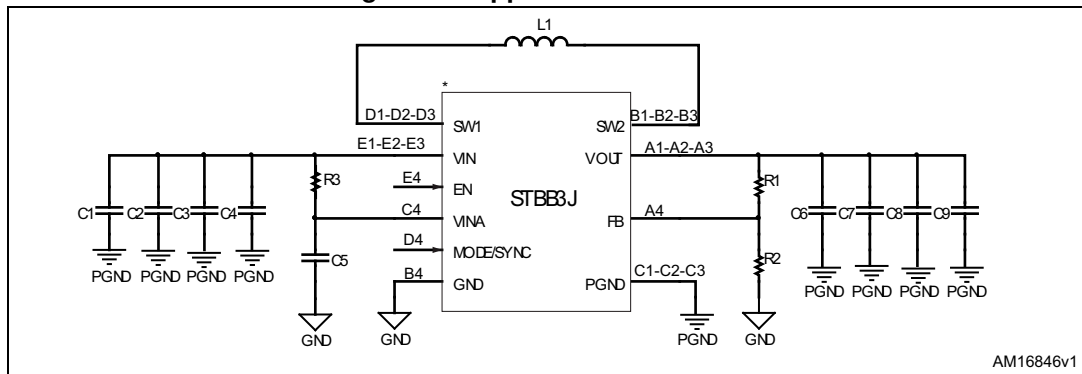 L1
*
D1-D2-D3
B1-B2-B3
SW1
SW2
E1-E2-E3
VIN
VOUT
A1-A2-A3
R3
E4
EN
R1
C1
C2
C3
C4
C4
VINA
STBB3J
FB
A4
C6
C7
C8
C9
D4
MODE/SYNC
C5
R2
B4
GND
PGND
C1-C2-C3
PGND
PGND
PGND
PGND
PGND
PGND
PGND
PGND
GND
GND
PGND
GND
AM16846v1